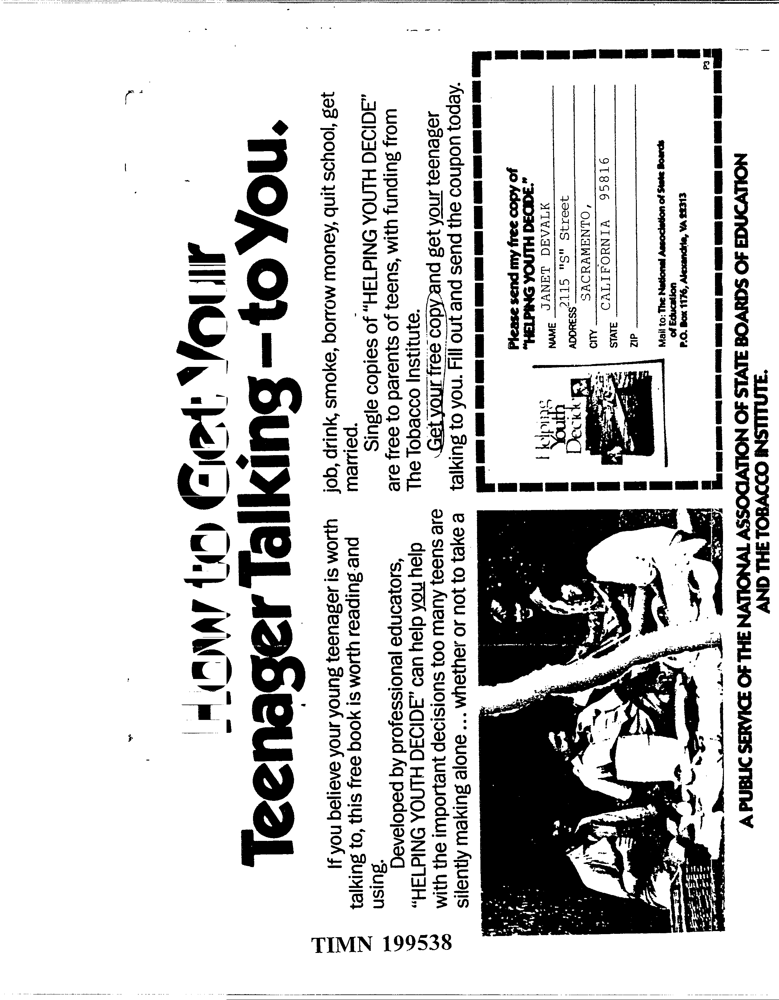 How to Get Your
Teenager Talking—to You.
If you believe your young teenager is worth
talking to, this free book is worth reading and
using.
Developed by professional educators,
“HELPING YOUTH DECIDE” can help you help
with the important decisions too many teens are
silently making alone ... whether or not to take a
job, drink, smoke, borrow money, quit school, get
married.
Single copies of “HELPING YOUTH DECIDE”
are free to parents of teens, with funding from
The Tobacco Institute.
Get your free copy and get your teenager
talking to you. Fill out and send the coupon today.
Helping
Youth
Decide
Please send my free copy of
“HELPING YOUTH DECIDE.”
NAME JANET DEVALK
ADDRESS 2115 "S" Street
CITY SACRAMENTO,
STATE CALIFORNIA 95816
ZIP
Mail to: The National Association of State Boards
of Education
P.O. Box 1176, Alexandria, VA 22313
P3
A PUBLIC SERVICE OF THE NATIONAL ASSOCIATION OF STATE BOARDS OF EDUCATION
AND THE TOBACCO INSTITUTE.
TIMN 199538